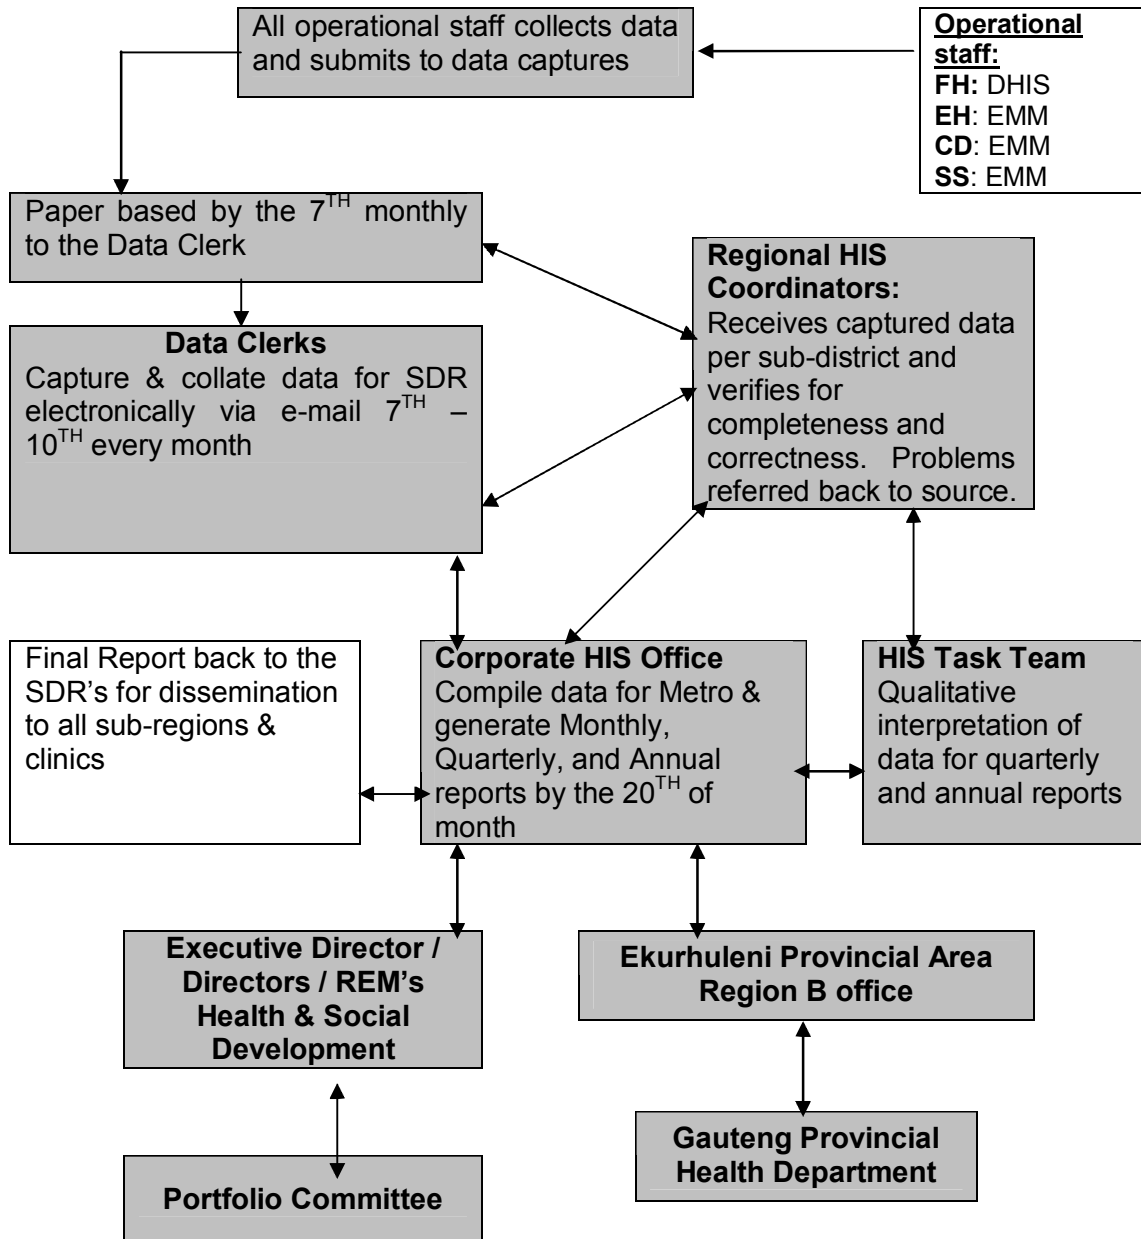 All operational staff collects data
and submits to data captures
Operational
staff:
FH: DHIS
EH: EMM
CD: EMM
SS: EMM
Paper based by the 7TH monthly
to the Data Clerk
Regional HIS
Coordinators:
Receives captured data
per sub-district and
verifies for
completeness and
correctness. Problems
referred back to source.
Data Clerks
Capture & collate data for SDR
electronically via e-mail 7TH –
10TH every month
Final Report back to the
SDR's for dissemination
to all sub-regions &
clinics
Corporate HIS Office
Compile data for Metro &
generate Monthly,
Quarterly, and Annual
reports by the 20TH of
month
HIS Task Team
Qualitative
interpretation of
data for quarterly
and annual reports
Executive Director /
Directors / REM's
Health & Social
Development
Ekurhuleni Provincial Area
Region B office
Gauteng Provincial
Health Department
Portfolio Committee